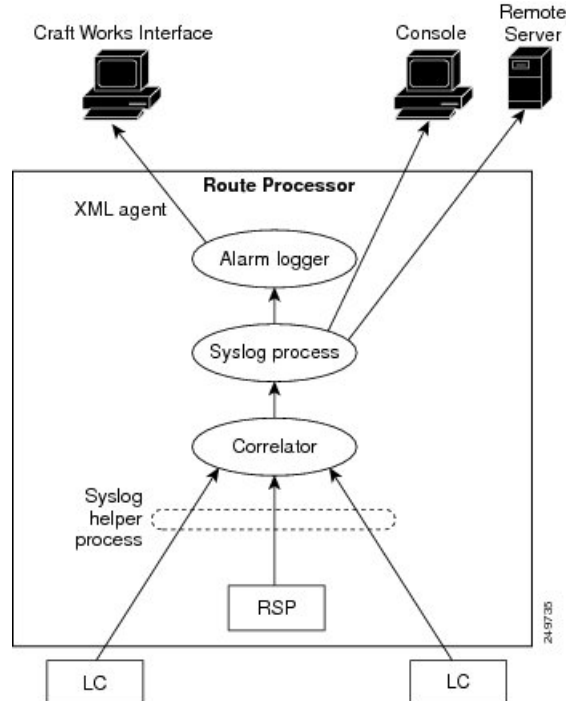 Craft Works Interface
Console
Remote
Server
Route Processor
XML agent
Alarm logger
Syslog process
Correlator
Syslog
helper
process
RSP
249735
LC
LC